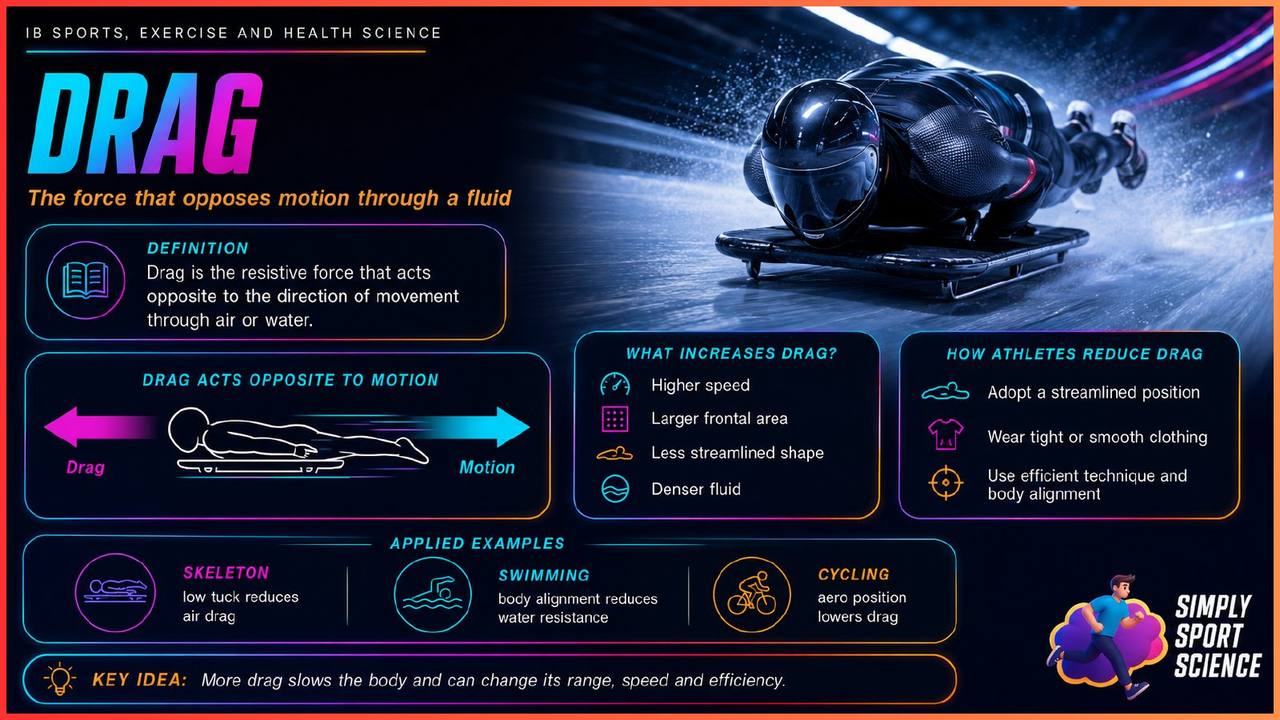 IB SPORTS, EXERCISE AND HEALTH SCIENCE
DRAG
The force that opposes motion through a fluid
DEFINITION
Drag is the resistive force that acts
opposite to the direction of movement
through air or water.
DRAG ACTS OPPOSITE TO MOTION
Drag
Motion
WHAT INCREASES DRAG?
Higher speed
Larger frontal area
Less streamlined shape
Denser fluid
HOW ATHLETES REDUCE DRAG
Adopt a streamlined position
Wear tight or smooth clothing
Use efficient technique and
body alignment
APPLIED EXAMPLES
SKELETON
low tuck reduces
air drag
SWIMMING
body alignment reduces
water resistance
CYCLING
aero position
lowers drag
KEY IDEA: More drag slows the body and can change its range, speed and efficiency.
SIMPLY
SPORT
SCIENCE